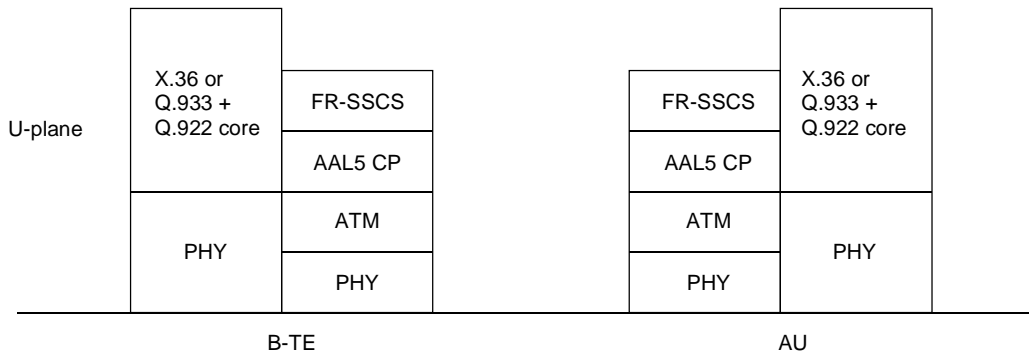 X.36 or
Q.933 +
Q.922 core
FR-SSCS
FR-SSCS
X.36 or
Q.933 +
Q.922 core
U-plane
AAL5 CP
AAL5 CP
PHY
ATM
ATM
PHY
PHY
PHY
B-TE
AU